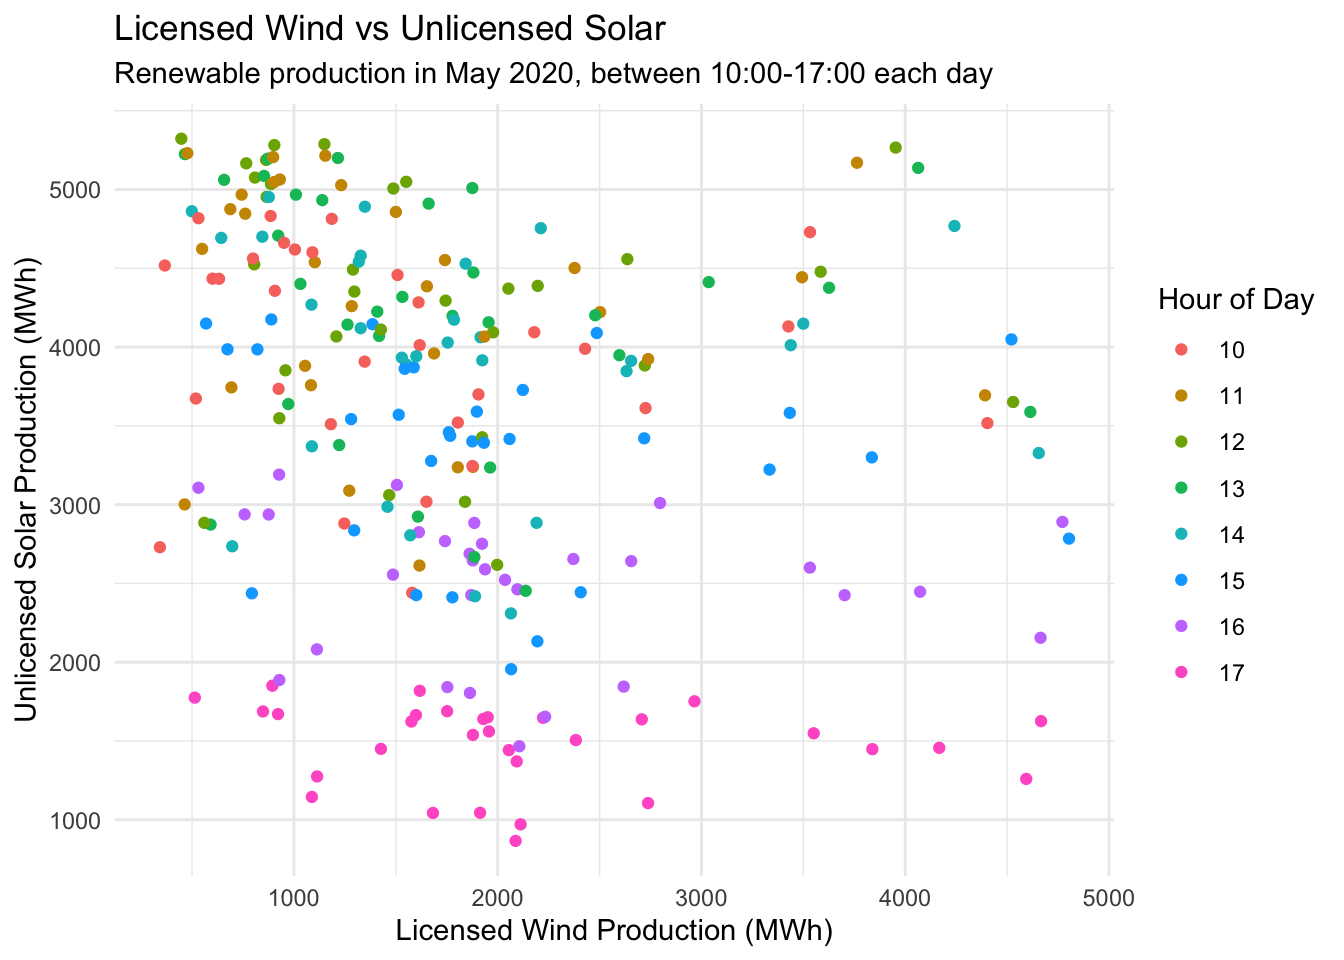 Licensed Wind vs Unlicensed Solar
Renewable production in May 2020, between 10:00-17:00 each day
Unlicensed Solar Production (MWh)
5000
4000
3000
2000
1000
1000 2000 3000 4000 5000
Licensed Wind Production (MWh)
Hour of Day
10
11
12
13
14
15
16
17